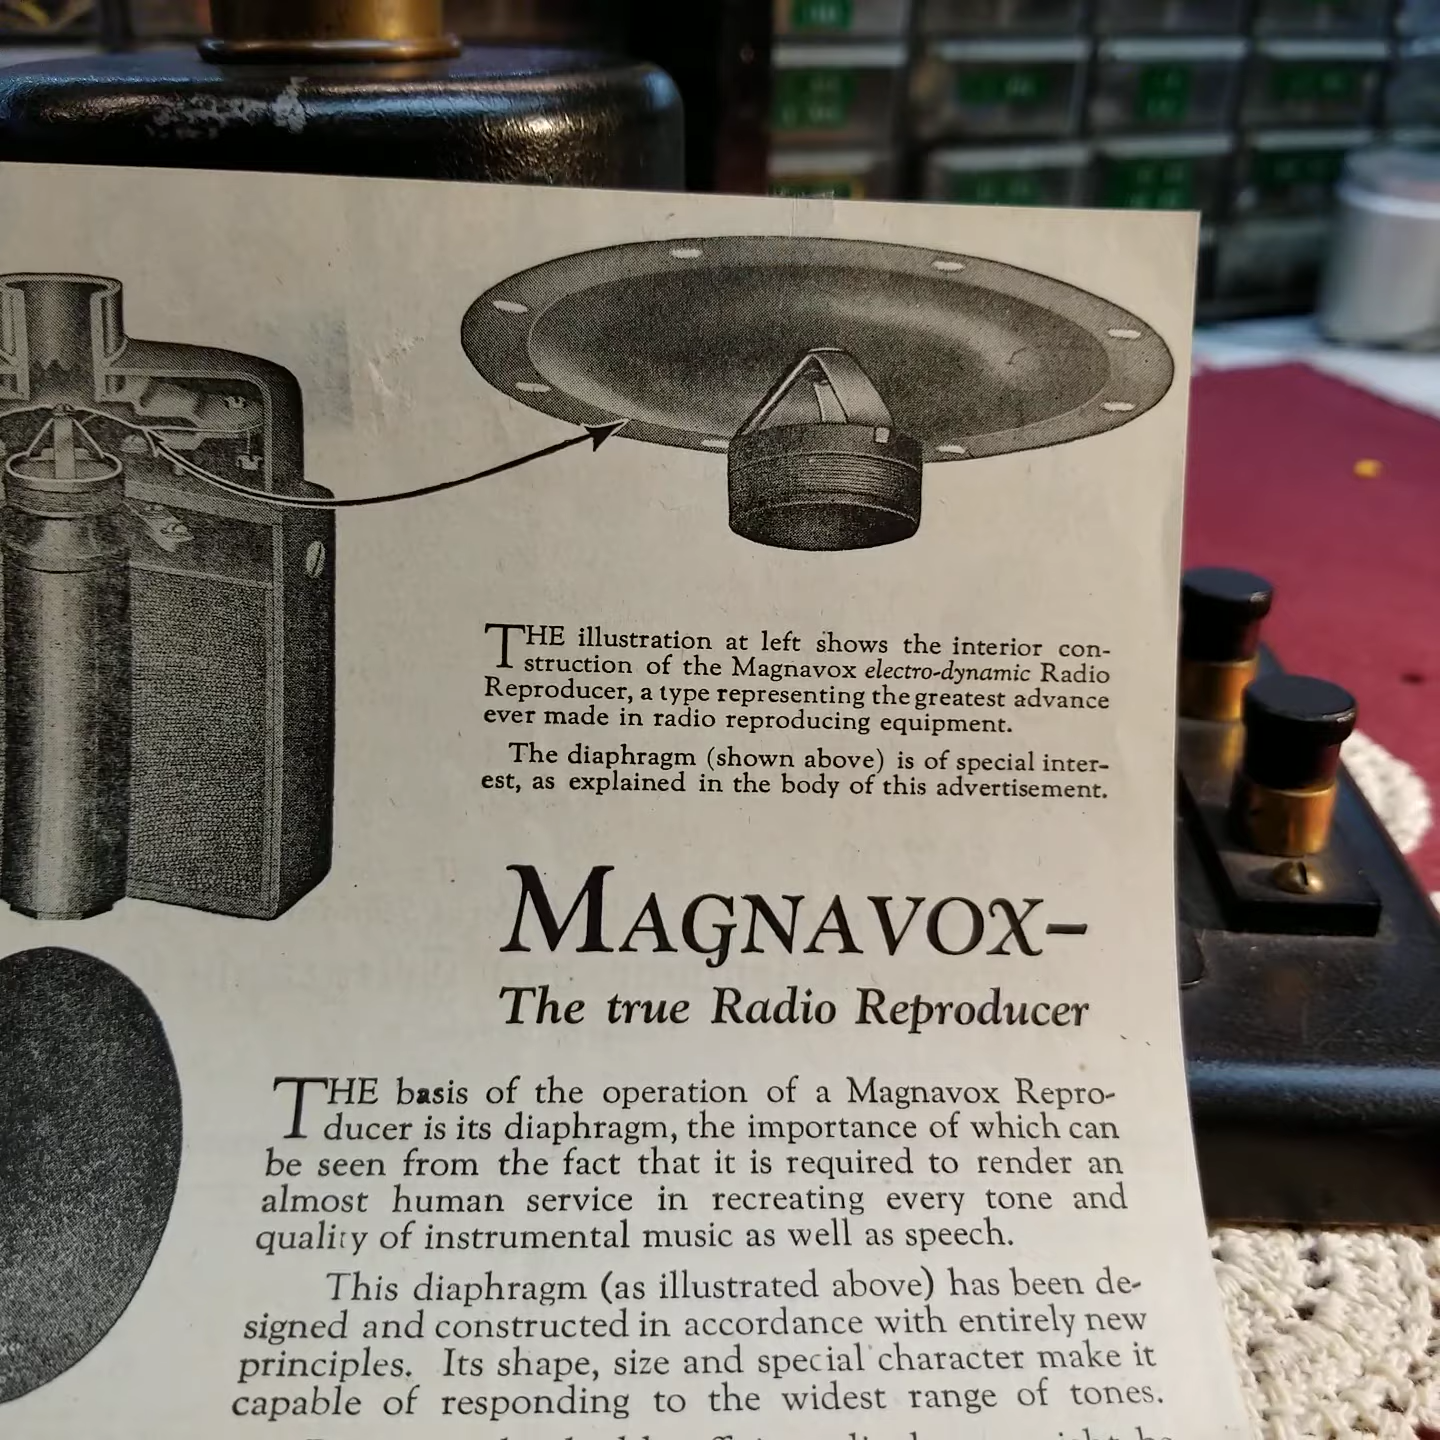 THE illustration at left shows the interior con-
struction of the Magnavox electro-dynamic Radio
Reproducer, a type representing the greatest advance
ever made in radio reproducing equipment.
The diaphragm (shown above) is of special inter-
est, as explained in the body of this advertisement.
MAGNAVOX–
The true Radio Reproducer
THE basis of the operation of a Magnavox Repro-
ducer is its diaphragm, the importance of which can
be seen from the fact that it is required to render an
almost human service in recreating every tone and
quality of instrumental music as well as speech.
This diaphragm (as illustrated above) has been de-
signed and constructed in accordance with entirely new
principles. Its shape, size and special character make it
capable of responding to the widest range of tones.